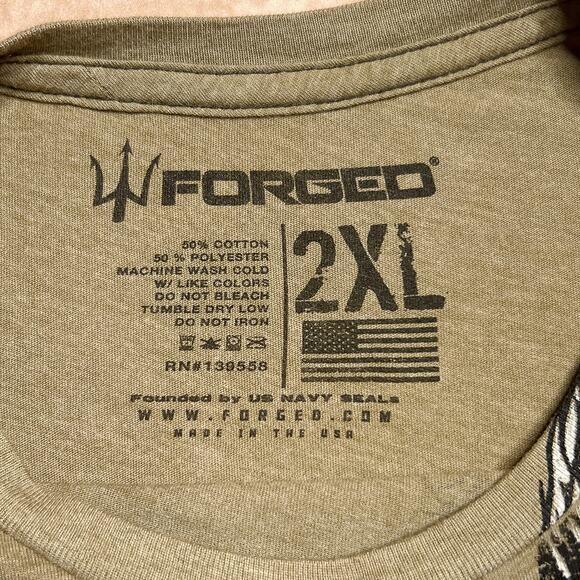 FORGED®
50% COTTON
50 % POLYESTER
MACHINE WASH COLD
W/ LIKE COLORS
DO NOT BLEACH
TUMBLE DRY LOW
DO NOT IRON
RN#139558
2XL
Founded by US NAVY SEALs
WWW.FORGED.COM
MADE IN THE USA